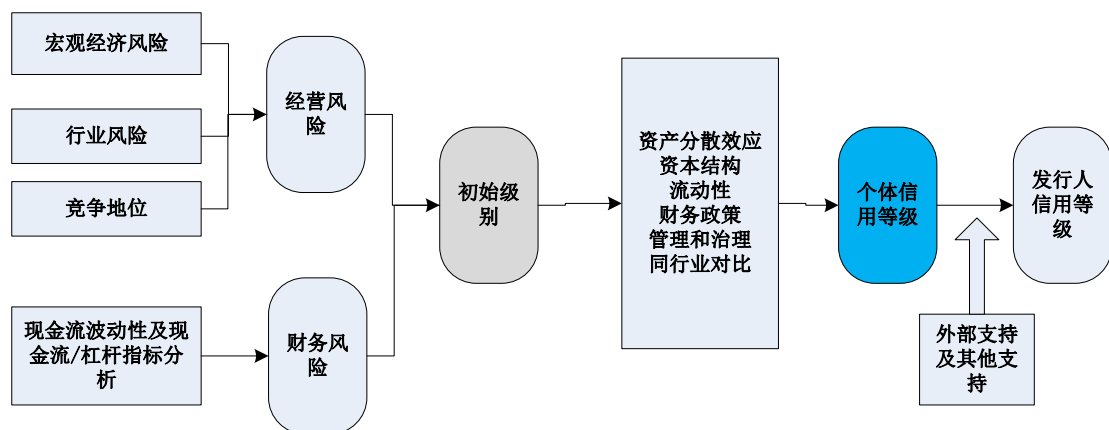 宏观经济风险
行业风险
竞争地位
经营风
险
现金流波动性及现
金流/杠杆指标分
析
财务风
险
初始级
别
资产分散效应
资本结构
流动性
财务政策
管理和治理
同行业对比
个体信
用等级
发行人
信用等
级
外部支持
及其他支
持